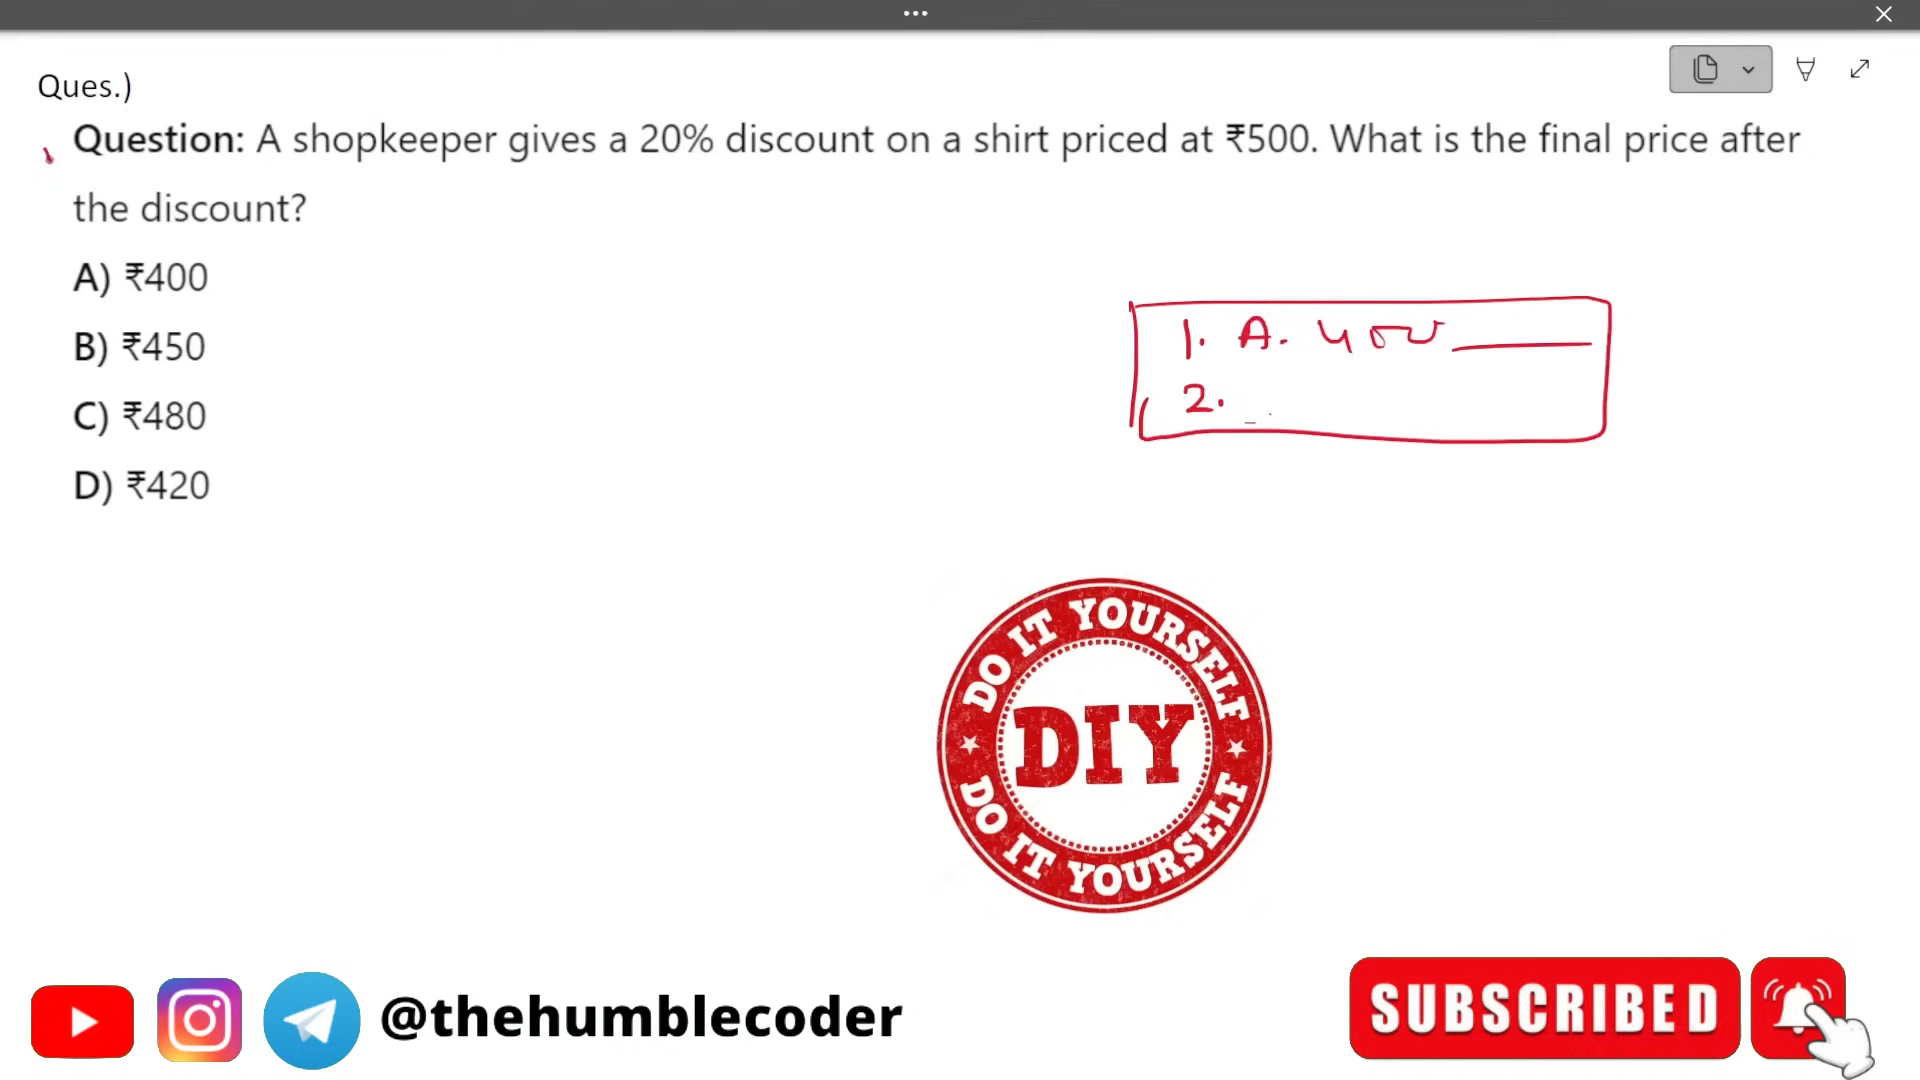 Ques.)
Question: A shopkeeper gives a 20% discount on a shirt priced at ₹500. What is the final price after
the discount?
A) ₹400
B) ₹450
C) ₹480
D) ₹420
1. A. 400
2.
DO IT YOURSELF
DIY
DO IT YOURSELF
@thehumblecoder
SUBSCRIBED